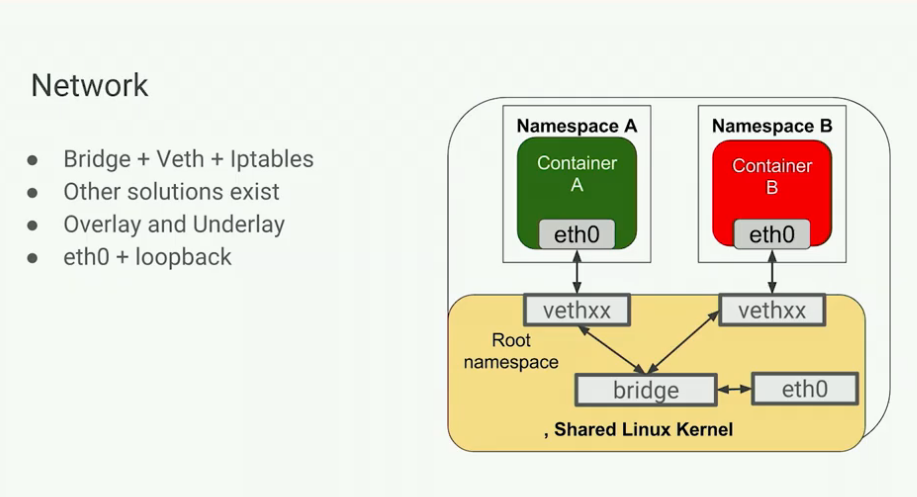 Network
Bridge + Veth + Iptables
Other solutions exist
Overlay and Underlay
eth0 + loopback
Namespace A
Container
A
eth0
Namespace B
Container
B
eth0
vethxx
vethxx
Root
namespace
bridge
eth0
, Shared Linux Kernel